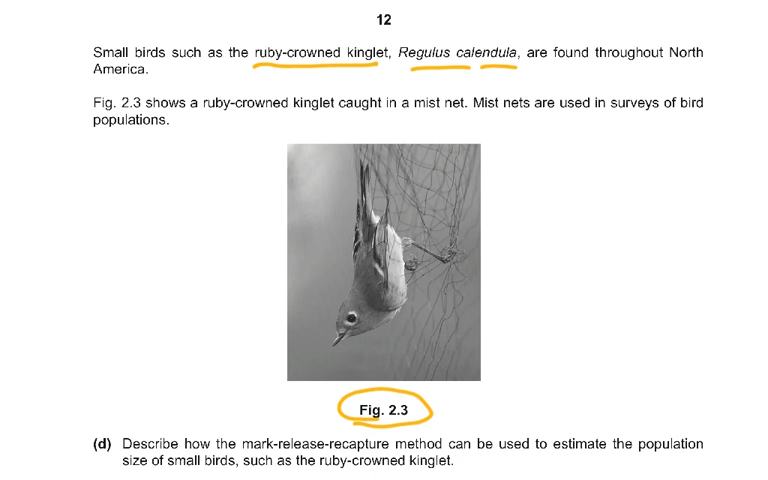 12
Small birds such as the ruby-crowned kinglet, Regulus calendula, are found throughout North
America.
Fig. 2.3 shows a ruby-crowned kinglet caught in a mist net. Mist nets are used in surveys of bird
populations.
Fig. 2.3
(d) Describe how the mark-release-recapture method can be used to estimate the population
size of small birds, such as the ruby-crowned kinglet.